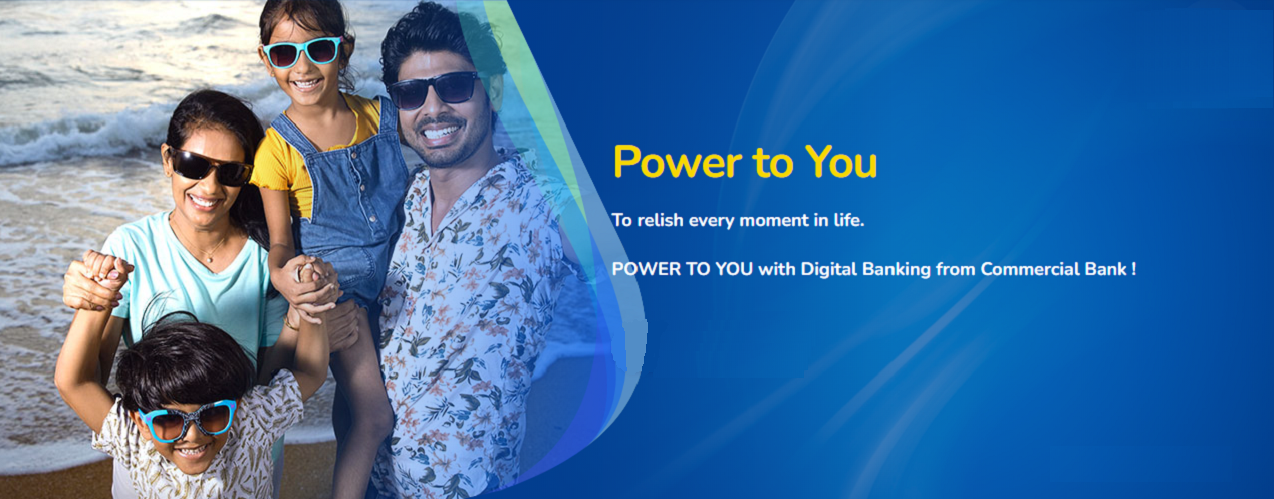 Power to You
To relish every moment in life.
POWER TO YOU with Digital Banking from Commercial Bank !